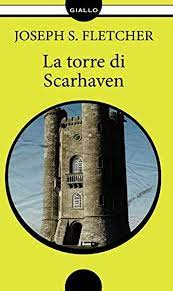 GIALLO
JOSEPH S. FLETCHER
La torre di
Scarhaven